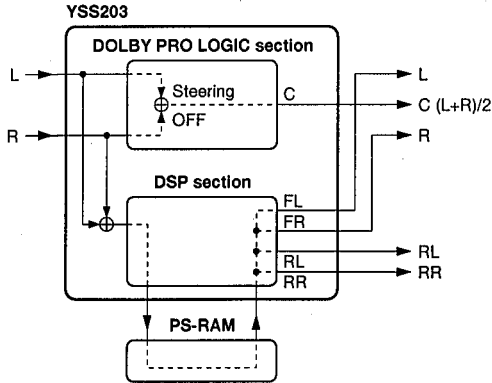 YSS203
DOLBY PRO LOGIC section
L
Steering
OFF
C
L
C (L+R)/2
R
R
DSP section
FL
FR
RL
RR
RL
RR
PS-RAM